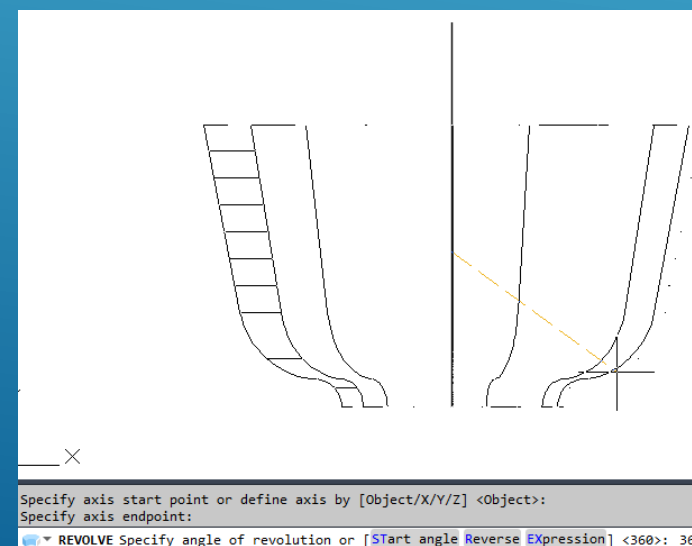 X
Specify axis start point or define axis by [Object/X/Y/Z] <Object>:
Specify axis endpoint:
REVOLVE Specify angle of revolution or [STart angle Reverse EXpression] <360>: 36